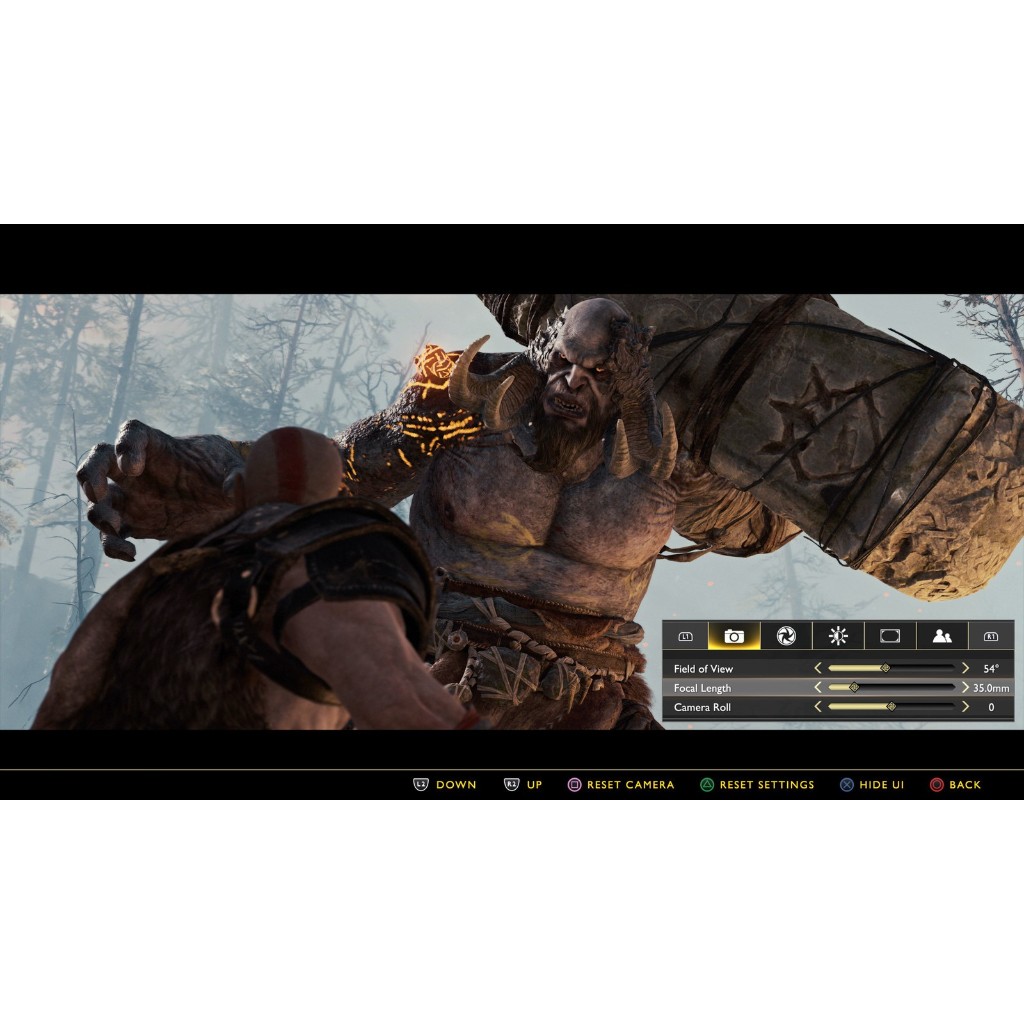 L1 R1
Field of View 54°
Focal Length 35.0mm
Camera Roll 0
L2 DOWN R2 UP RESET CAMERA RESET SETTINGS HIDE UI BACK